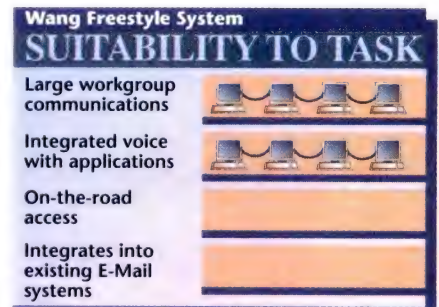 Wang Freestyle System
SUITABILITY TO TASK
Large workgroup
communications
Integrated voice
with applications
On-the-road
access
Integrates into
existing E-Mail
systems